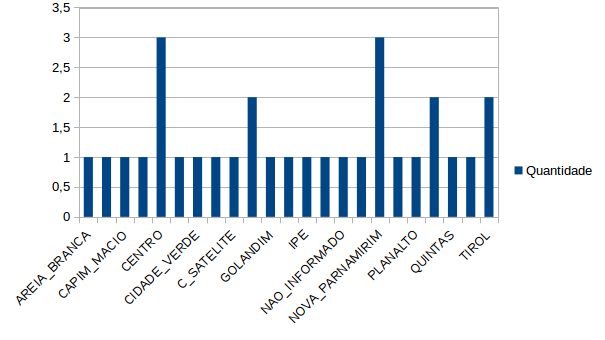 3,5
3
2,5
2
1,5
1
0,5
0
Quantidade
AREIA_BRANCA
CAPIM_MACIO
CENTRO
CIDADE_VERDE
C_SATELITE
GOLANDIM
IPE
NAO_INFORMADO
NOVA_PARNAMIRIM
PLANALTO
QUINTAS
TIROL